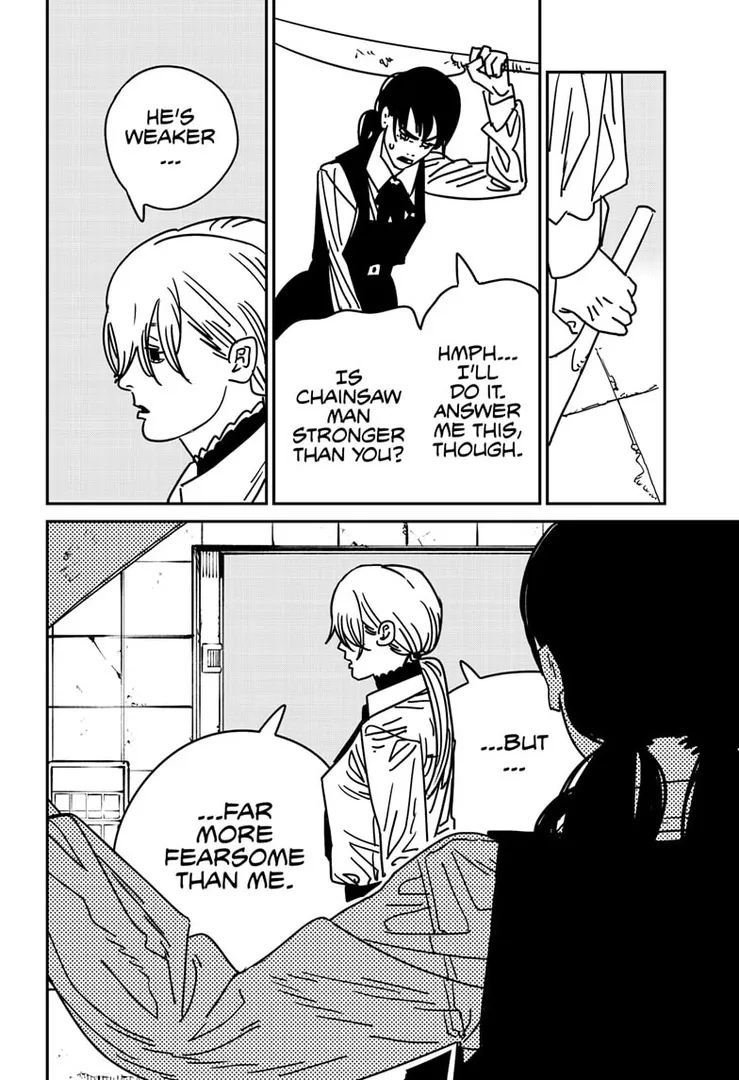 HMPH...
I'LL
DO IT.
ANSWER
ME THIS,
THOUGH.
IS
CHAINSAW
MAN
STRONGER
THAN YOU?
HE'S
WEAKER
...
...BUT
...
...FAR
MORE
FEARSOME
THAN ME.